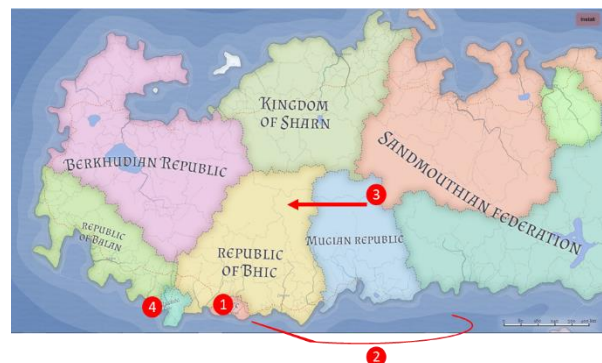 Install
KINGDOM
OF SHARN
BERKHUDIAN REPUBLIC
SANDMOUTHIAN FEDERATION
3
REPUBLIC
OF BALAN
REPUBLIC
OF BHIC
MUGIAN REPUBLIC
4
1
2